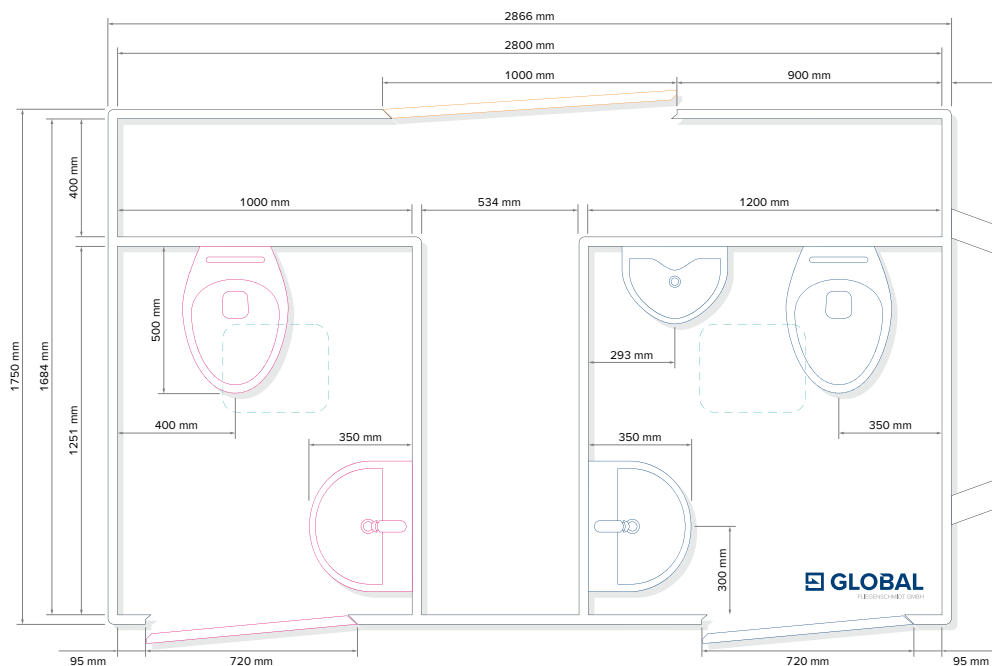 2866 mm
2800 mm
1000 mm
900 mm
400 mm
1000 mm
534 mm
1200 mm
500 mm
293 mm
1750 mm
1684 mm
1251 mm
400 mm
350 mm
350 mm
350 mm
300 mm
GLOBAL
FLIESENSCHMIDT GMBH
95 mm
720 mm
720 mm
95 mm